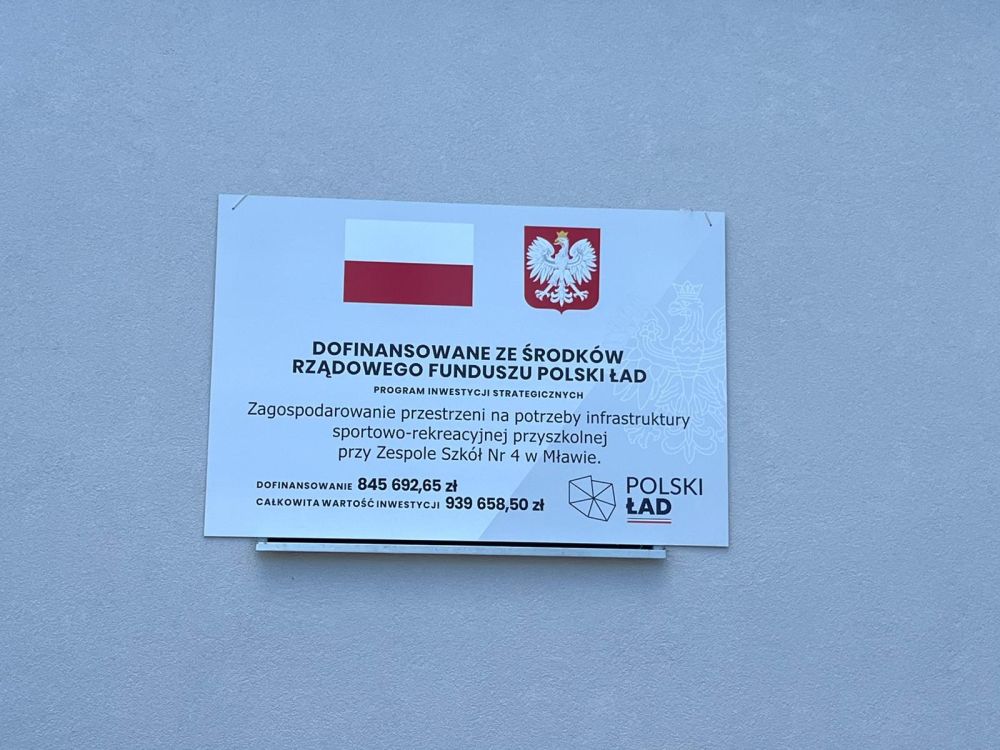 DOFINANSOWANE ZE ŚRODKÓW
RZĄDOWEGO FUNDUSZU POLSKI ŁAD
PROGRAM INWESTYCJI STRATEGICZNYCH
Zagospodarowanie przestrzeni na potrzeby infrastruktury
sportowo-rekreacyjnej przyszkolnej
przy Zespole Szkół Nr 4 w Mławie.
DOFINANSOWANIE 845 692,65 zł
CAŁKOWITA WARTOŚĆ INWESTYCJI 939 658,50 zł
POLSKI
ŁAD